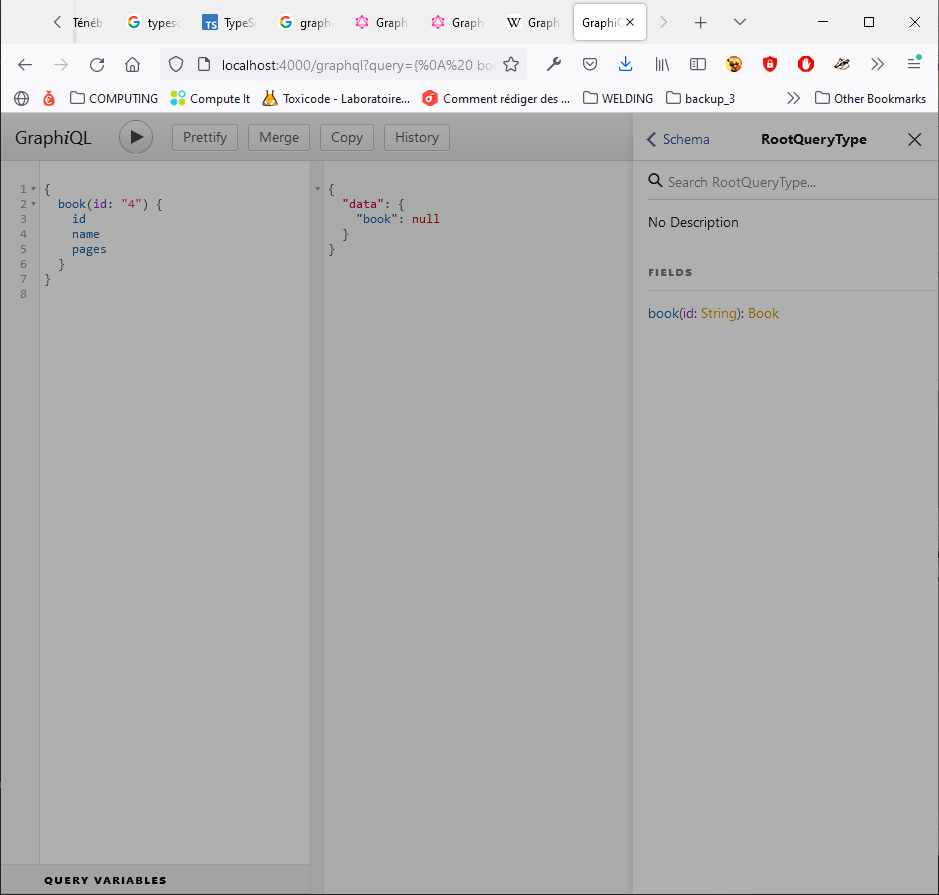 Ténéb
typesc
TypeSc
graph
Graph
Graph
W Graph
GraphiQ
localhost:4000/graphql?query={%0A%20 bo
COMPUTING
Compute It
Toxicode - Laboratoire...
Comment rédiger des ...
WELDING
backup_3
Other Bookmarks
GraphiQL
Prettify
Merge
Copy
History
Schema
RootQueryType
1 {
2 book(id: "4") {
3 id
4 name
5 pages
6 }
7 }
8
{
"data": {
"book": null
}
}
Search RootQueryType...
No Description
FIELDS
book(id: String): Book
QUERY VARIABLES